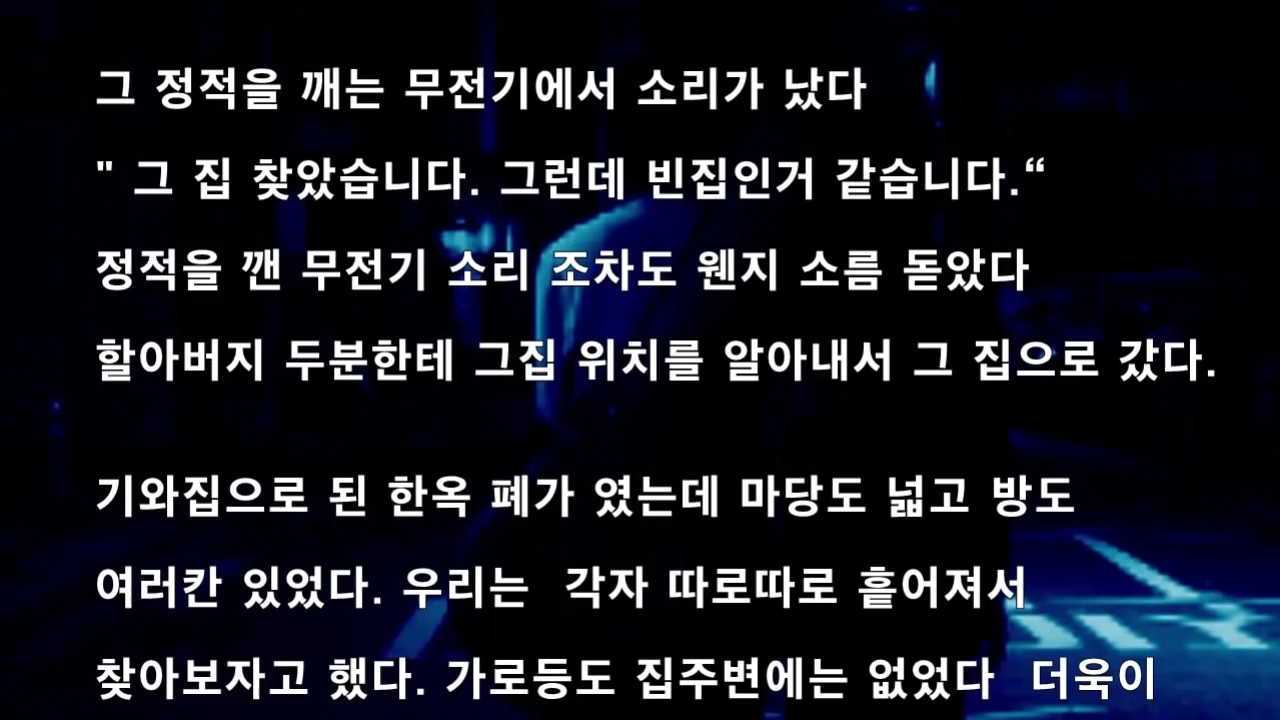 그 정적을 깨는 무전기에서 소리가 났다
" 그 집 찾았습니다. 그런데 빈집인거 같습니다.“
정적을 깬 무전기 소리 조차도 웬지 소름 돋았다
할아버지 두분한테 그집 위치를 알아내서 그 집으로 갔다.
기와집으로 된 한옥 폐가 였는데 마당도 넓고 방도
여러칸 있었다. 우리는  각자 따로따로 흩어져서
찾아보자고 했다. 가로등도 집주변에는 없었다  더욱이